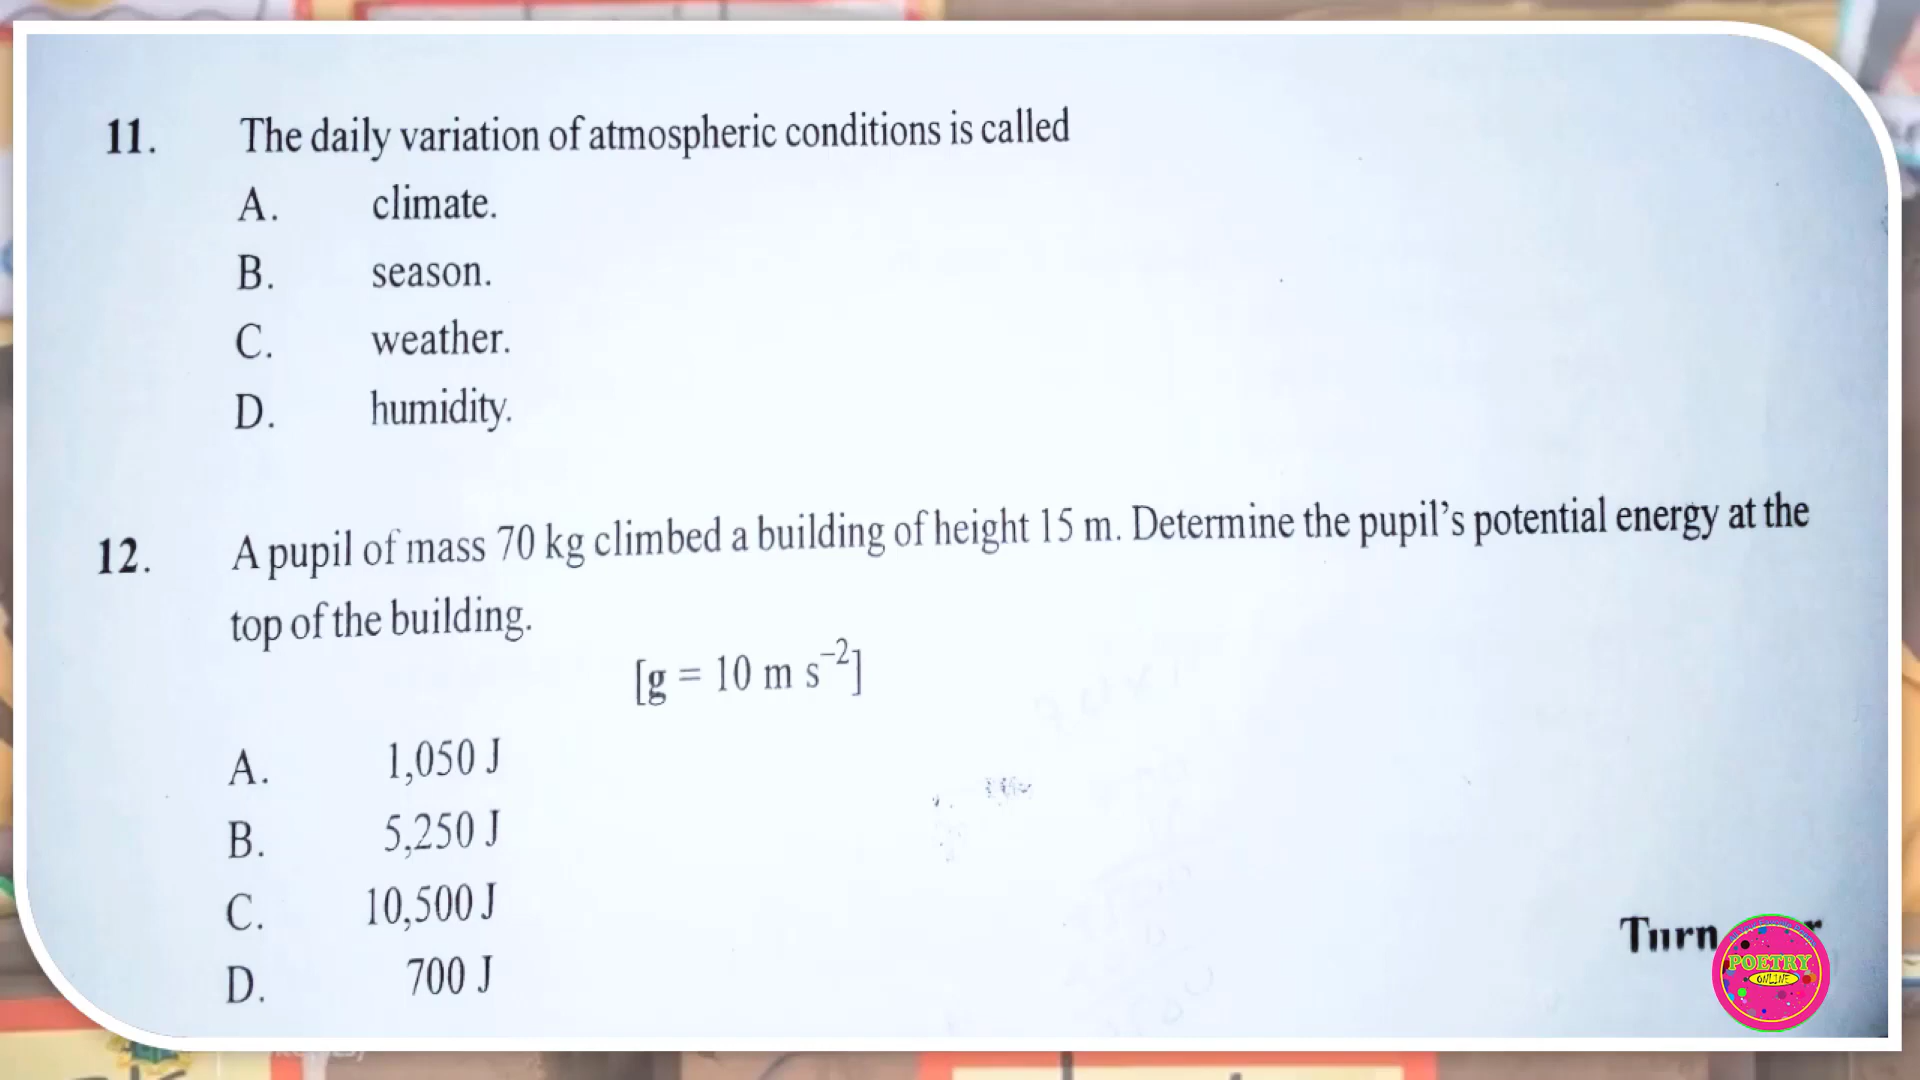 11. The daily variation of atmospheric conditions is called
A. climate.
B. season.
C. weather.
D. humidity.
12. A pupil of mass 70 kg climbed a building of height 15 m. Determine the pupil's potential energy at the
top of the building.
[g = 10 m s⁻²]
A. 1,050 J
B. 5,250 J
C. 10,500 J
D. 700 J
Turn
POETRY
ONLINE